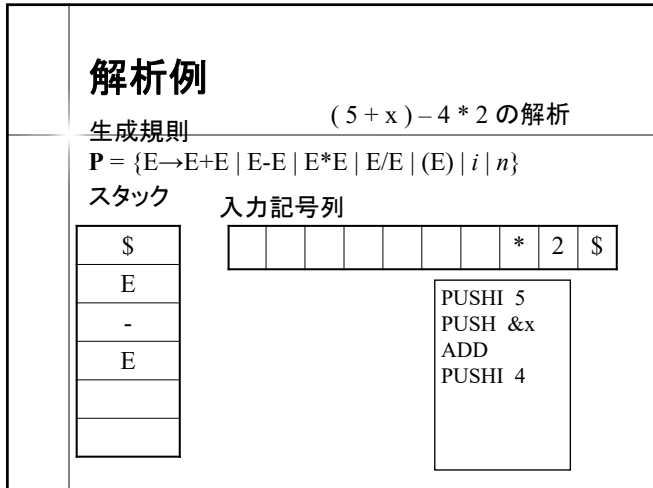 解析例
( 5 + x ) – 4 * 2 の解析
生成規則
P = {E→E+E | E-E | E*E | E/E | (E) | i | n}
スタック
入力記号列
$
E
-
E
* 2 $
PUSHI 5
PUSH &x
ADD
PUSHI 4